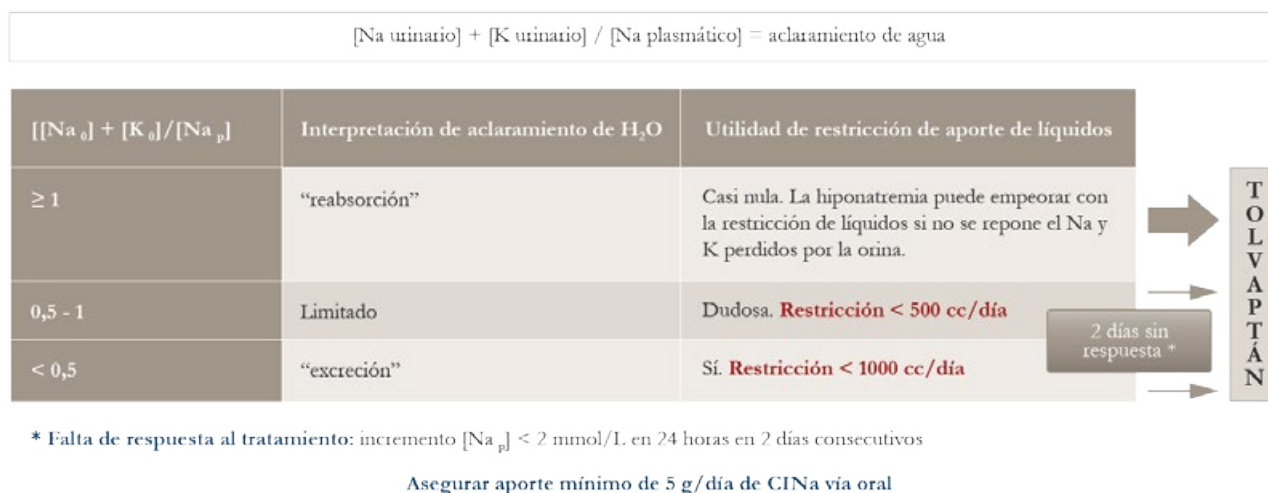 [Na urinario] + [K urinario] / [Na plasmático] = aclaramiento de agua
[[Na 0] + [K 0]/[Na p]
Interpretación de aclaramiento de H2O
Utilidad de restricción de aporte de líquidos
≥ 1
“reabsorción”
Casi nula. La hiponatremia puede empeorar con
la restricción de líquidos si no se repone el Na y
K perdidos por la orina.
0,5 - 1
Limitado
Dudosa. Restricción < 500 cc/día
< 0,5
“excreción”
Sí. Restricción < 1000 cc/día
2 días sin
respuesta *
TOLVAPTÁN
* Falta de respuesta al tratamiento: incremento [Na p] < 2 mmol/L en 24 horas en 2 días consecutivos
Asegurar aporte mínimo de 5 g/día de ClNa vía oral